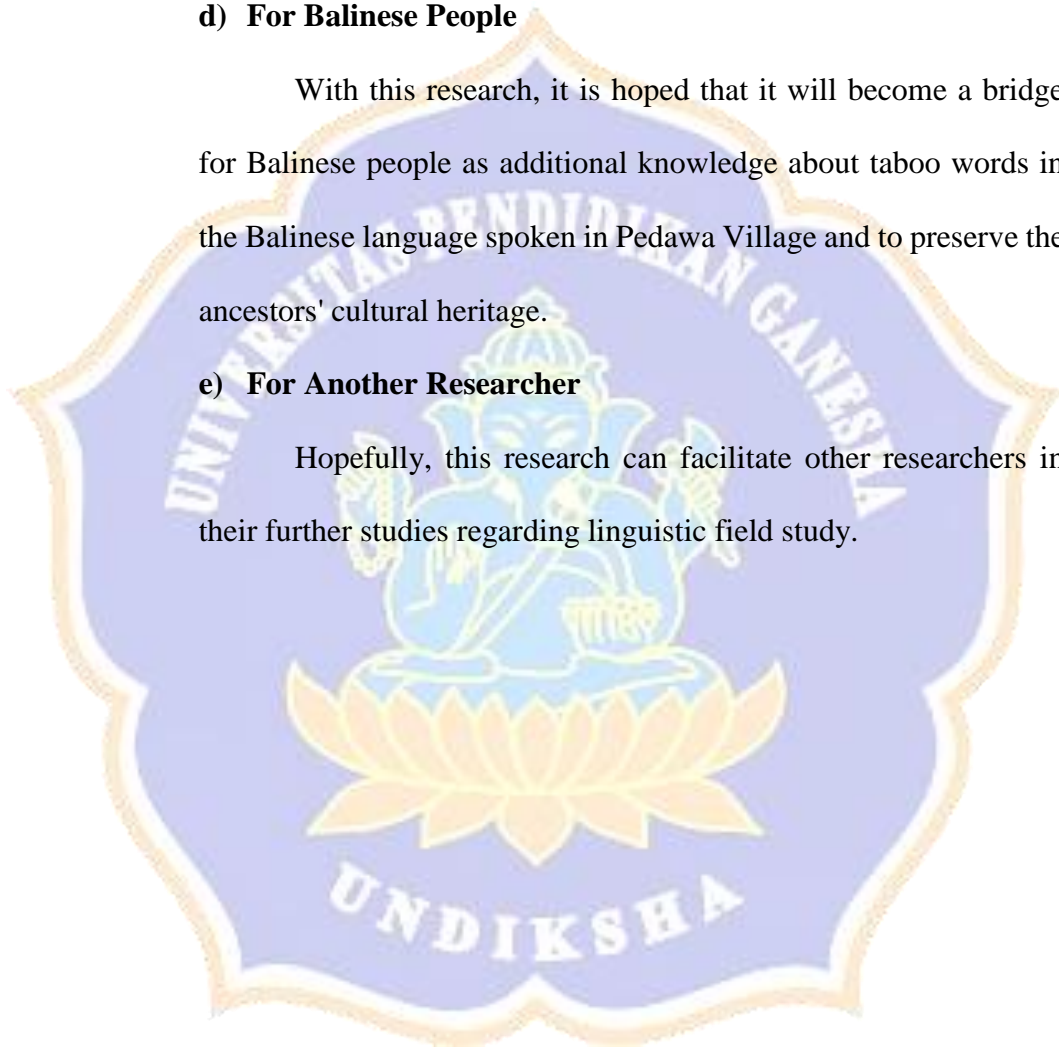 d) For Balinese People
With this research, it is hoped that it will become a bridge
for Balinese people as additional knowledge about taboo words in
the Balinese language spoken in Pedawa Village and to preserve the
ancestors' cultural heritage.
e) For Another Researcher
Hopefully, this research can facilitate other researchers in
their further studies regarding linguistic field study.
UNIVERSITAS PENDIDIKAN GANESHA
UNDIKSHA